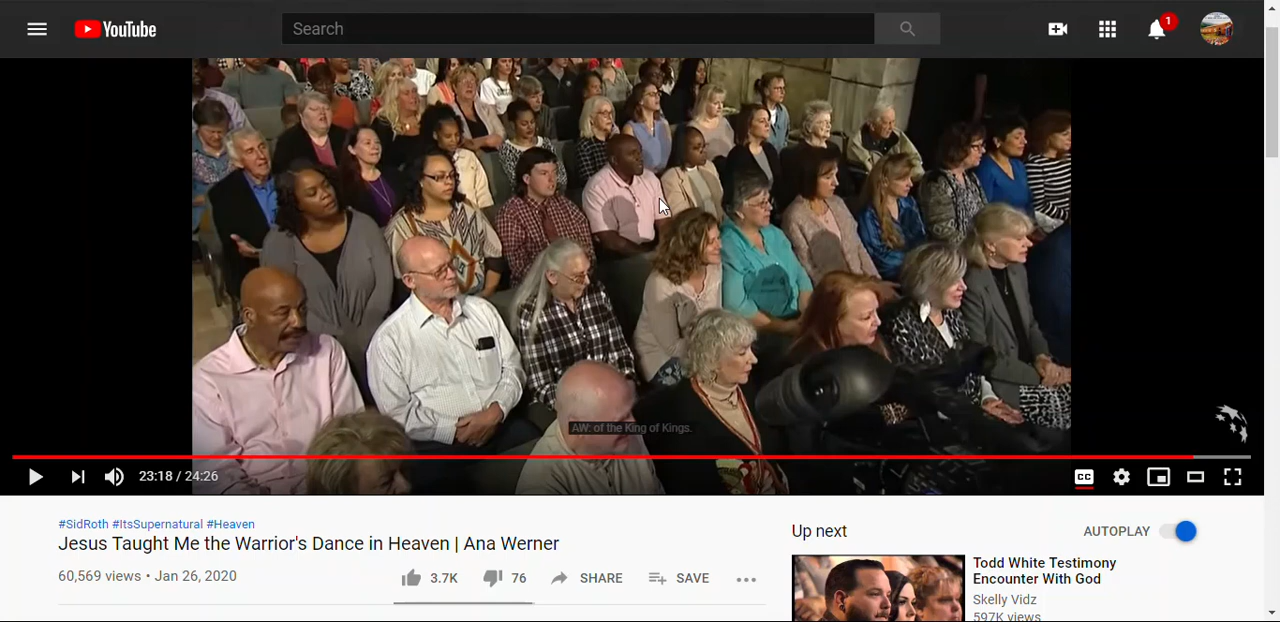 YouTube
Search
1
AW: of the King of Kings.
23:18 / 24:26
CC
#SidRoth #ItsSupernatural #Heaven
Jesus Taught Me the Warrior's Dance in Heaven | Ana Werner
60,569 views • Jan 26, 2020
3.7K
76
SHARE
SAVE
Up next
AUTOPLAY
Todd White Testimony
Encounter With God
Skelly Vidz
597K views